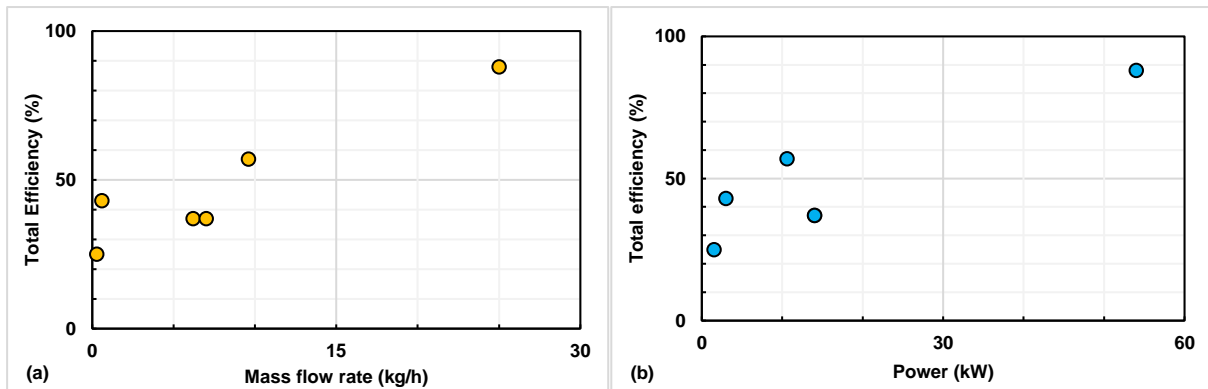 100
50
0
0
15
30
Total Efficiency (%)
Mass flow rate (kg/h)
(a)
100
50
0
0
30
60
Total efficiency (%)
Power (kW)
(b)